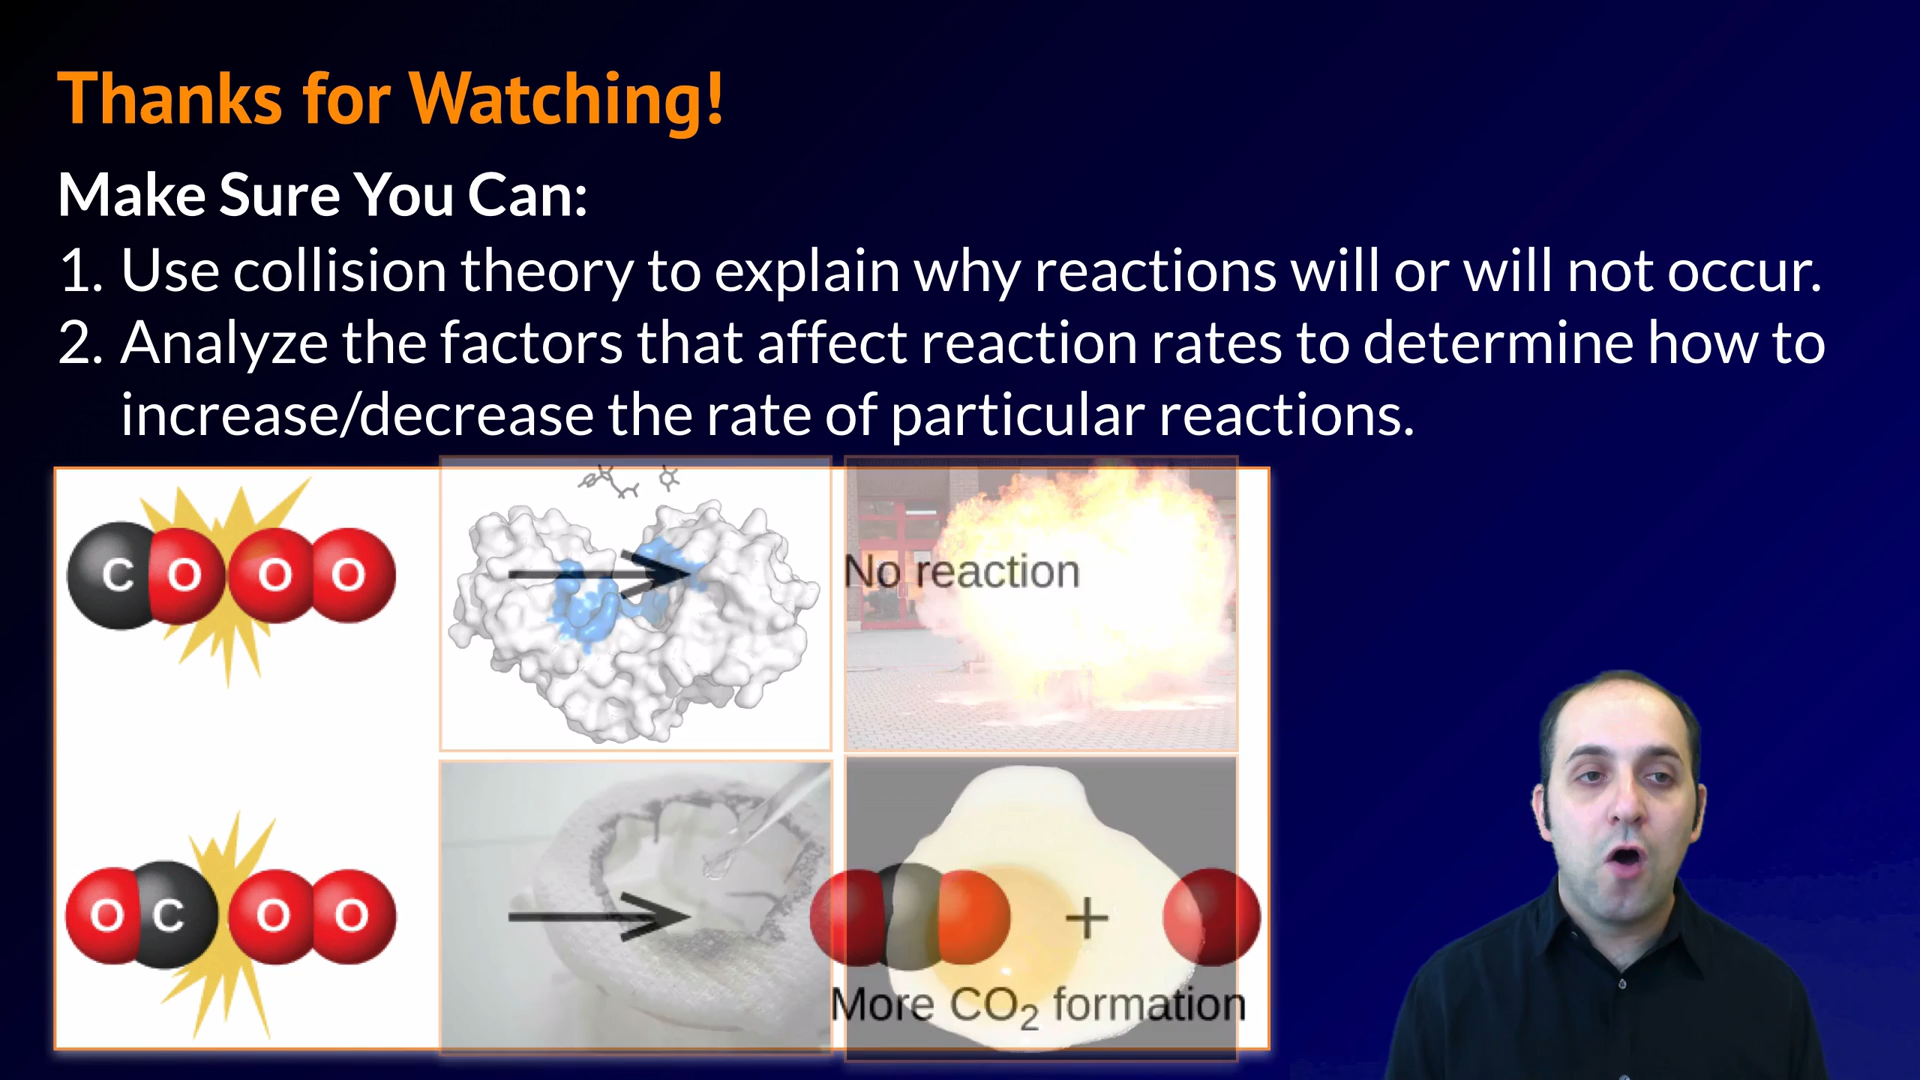 Thanks for Watching!
Make Sure You Can:
1. Use collision theory to explain why reactions will or will not occur.
2. Analyze the factors that affect reaction rates to determine how to
increase/decrease the rate of particular reactions.
C O O O
No reaction
O C O O
+
More CO₂ formation